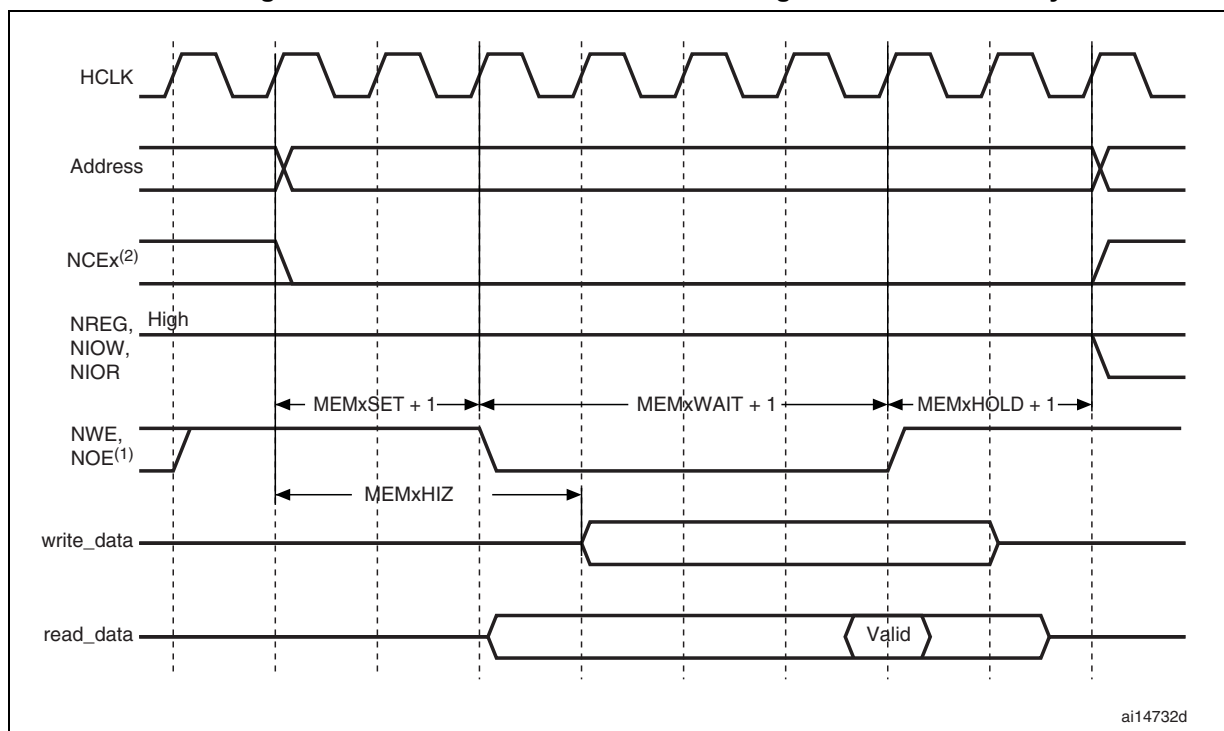 HCLK
Address
NCEx(2)
High
NREG,
NIOW,
NIOR
MEMxSET + 1
MEMxWAIT + 1
MEMxHOLD + 1
NWE,
NOE(1)
MEMxHIZ
write_data
read_data
Valid
ai14732d